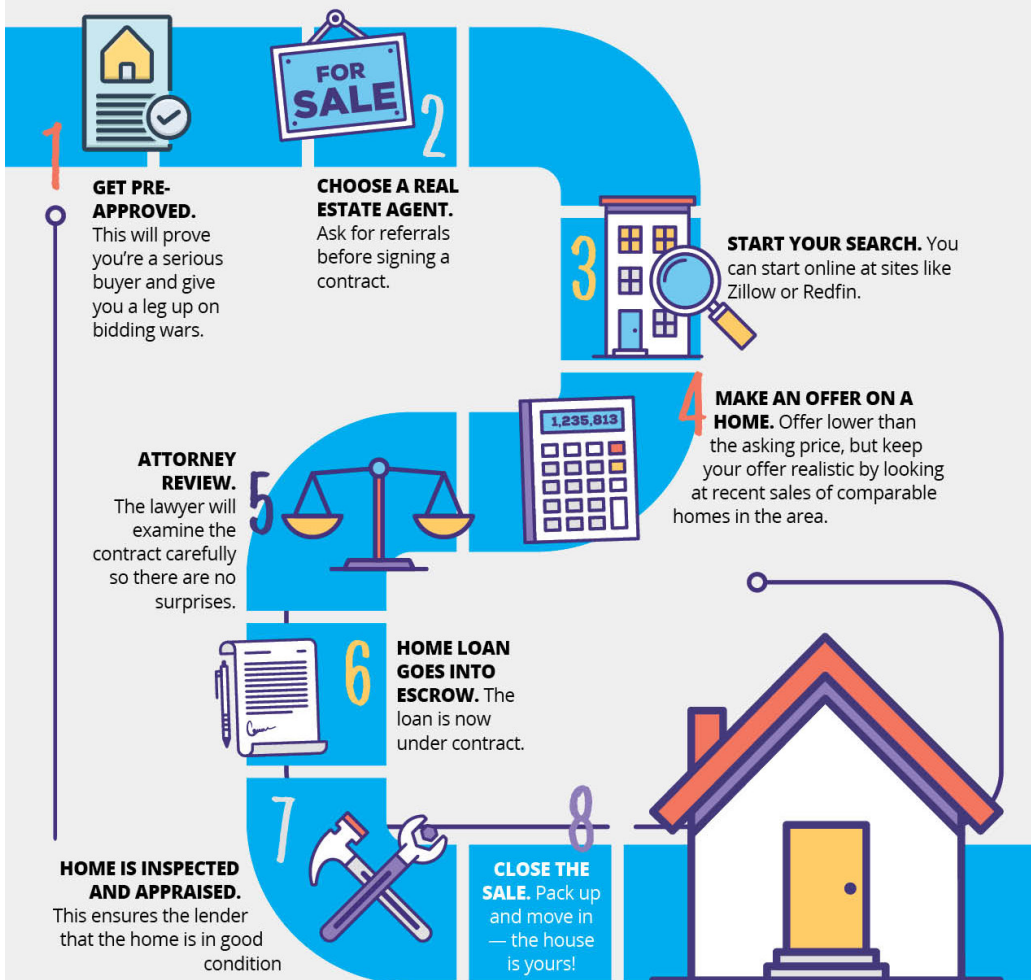 1
GET PRE-
APPROVED.
This will prove
you're a serious
buyer and give
you a leg up on
bidding wars.
FOR
SALE
2
CHOOSE A REAL
ESTATE AGENT.
Ask for referrals
before signing a
contract.
3
START YOUR SEARCH. You
can start online at sites like
Zillow or Redfin.
4
MAKE AN OFFER ON A
HOME. Offer lower than
the asking price, but keep
your offer realistic by looking
at recent sales of comparable
homes in the area.
1,235,813
5
ATTORNEY
REVIEW.
The lawyer will
examine the
contract carefully
so there are no
surprises.
6
HOME LOAN
GOES INTO
ESCROW. The
loan is now
under contract.
7
HOME IS INSPECTED
AND APPRAISED.
This ensures the lender
that the home is in good
condition
8
CLOSE THE
SALE. Pack up
and move in
— the house
is yours!